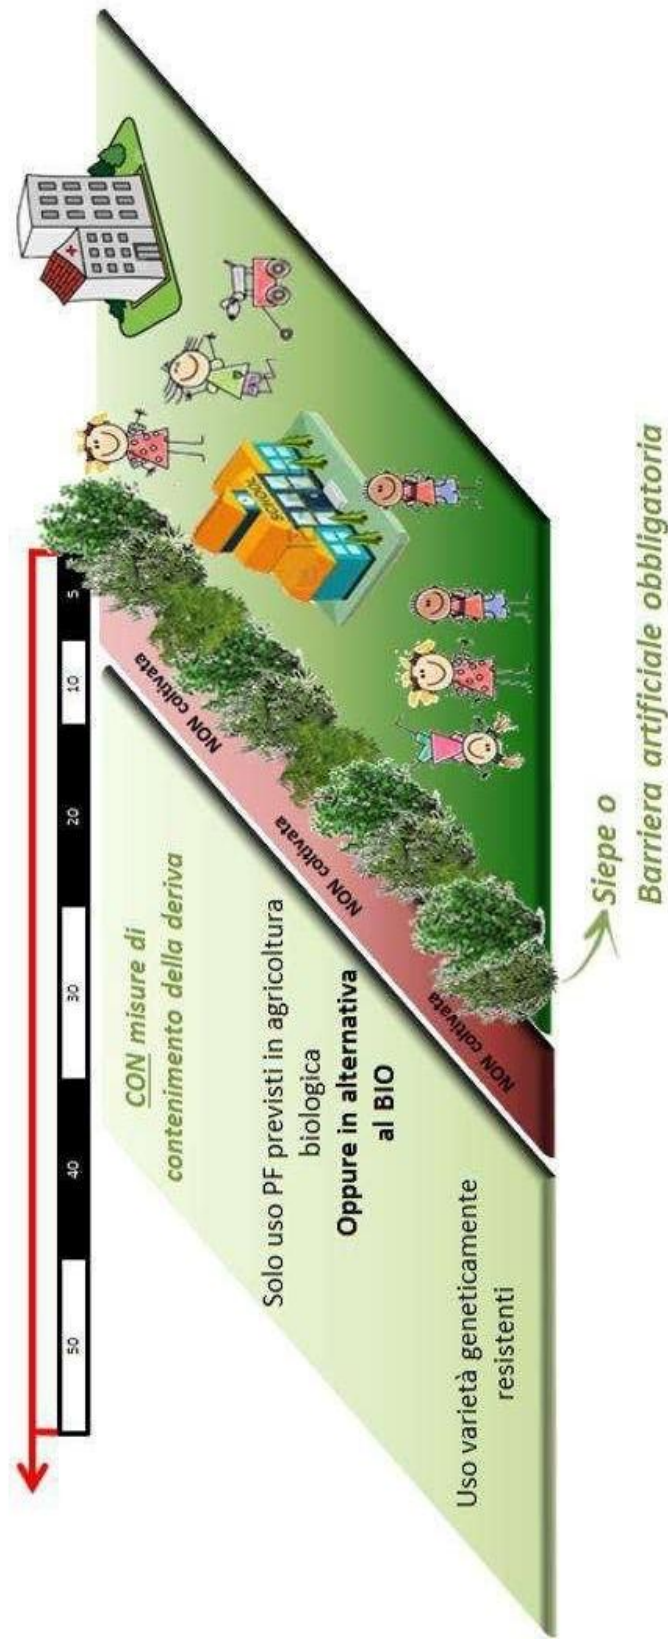 50
40
30
20
10
5
CON misure di
contenimento della deriva
Solo uso PF previsti in agricoltura
biologica
Oppure in alternativa
al BIO
Uso varietà geneticamente
resistenti
NON coltivata
NON coltivata
NON coltivata
SCHOOL
Siepe o
Barriera artificiale obbligatoria